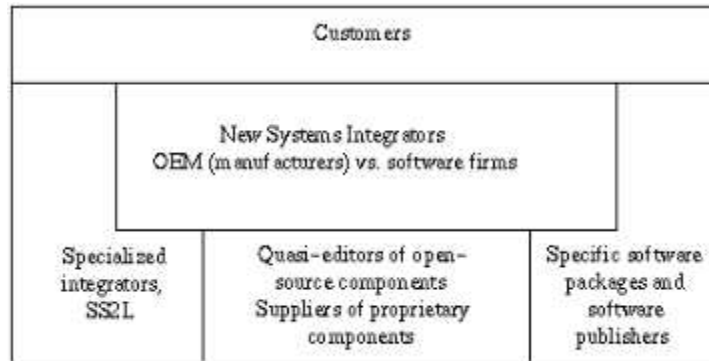 Customers
New Systems Integrators
OEM (manufacturers) vs. software firms
Specialized
integrators,
SS2L
Quasi-editors of open-
source components
Suppliers of proprietary
components
Specific software
packages and
software
publishers